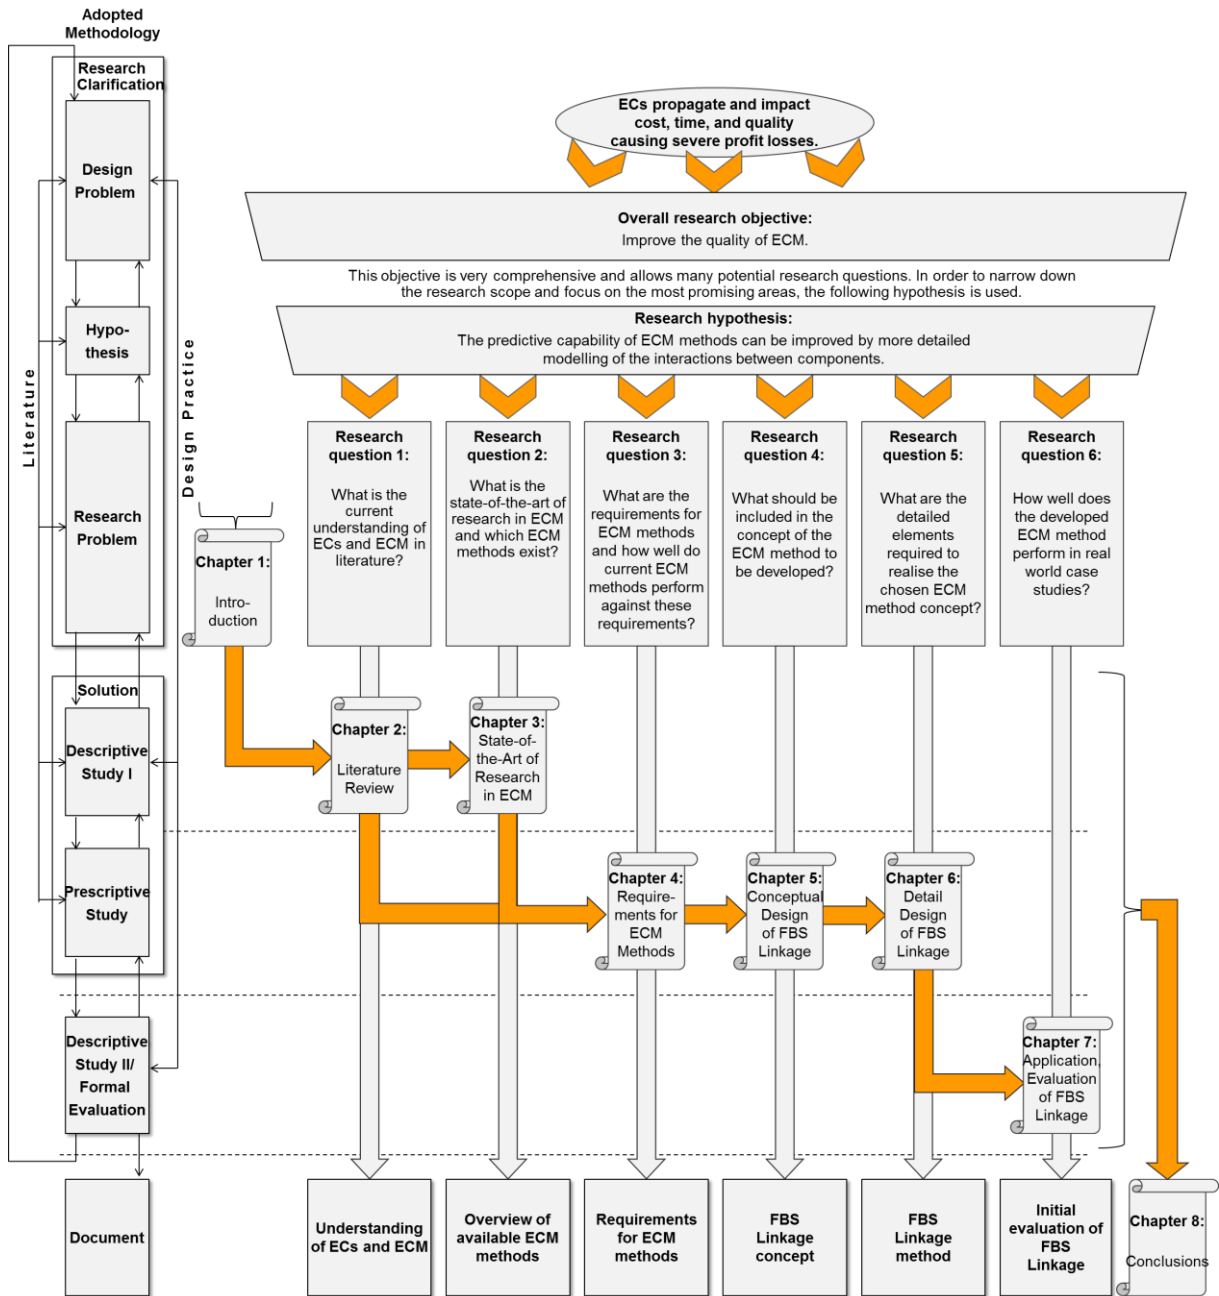 Adopted
Methodology
Research
Clarification
Design
Problem
Hypo-
thesis
Research
Problem
Solution
Descriptive
Study I
Prescriptive
Study
Descriptive
Study II/
Formal
Evaluation
Document
Literature
Design Practice
ECs propagate and impact
cost, time, and quality
causing severe profit losses.
Overall research objective:
Improve the quality of ECM.
This objective is very comprehensive and allows many potential research questions. In order to narrow down
the research scope and focus on the most promising areas, the following hypothesis is used.
Research hypothesis:
The predictive capability of ECM methods can be improved by more detailed
modelling of the interactions between components.
Research
question 1:
What is the
current
understanding of
ECs and ECM in
literature?
Research
question 2:
What is the
state-of-the-art of
research in ECM
and which ECM
methods exist?
Research
question 3:
What are the
requirements for
ECM methods
and how well do
current ECM
methods perform
against these
requirements?
Research
question 4:
What should be
included in the
concept of the
ECM method to
be developed?
Research
question 5:
What are the
detailed
elements
required to
realise the
chosen ECM
method concept?
Research
question 6:
How well does
the developed
ECM method
perform in real
world case
studies?
Chapter 1:
Intro-
duction
Chapter 2:
Literature
Review
Chapter 3:
State-of-
the-Art of
Research
in ECM
Chapter 4:
Require-
ments for
ECM
Methods
Chapter 5:
Conceptual
Design
of FBS
Linkage
Chapter 6:
Detail
Design
of FBS
Linkage
Chapter 7:
Application,
Evaluation
of FBS
Linkage
Understanding
of ECs and ECM
Overview of
available ECM
methods
Requirements
for ECM
methods
FBS
Linkage
concept
FBS
Linkage
method
Initial
evaluation of
FBS
Linkage
Chapter 8:
Conclusions